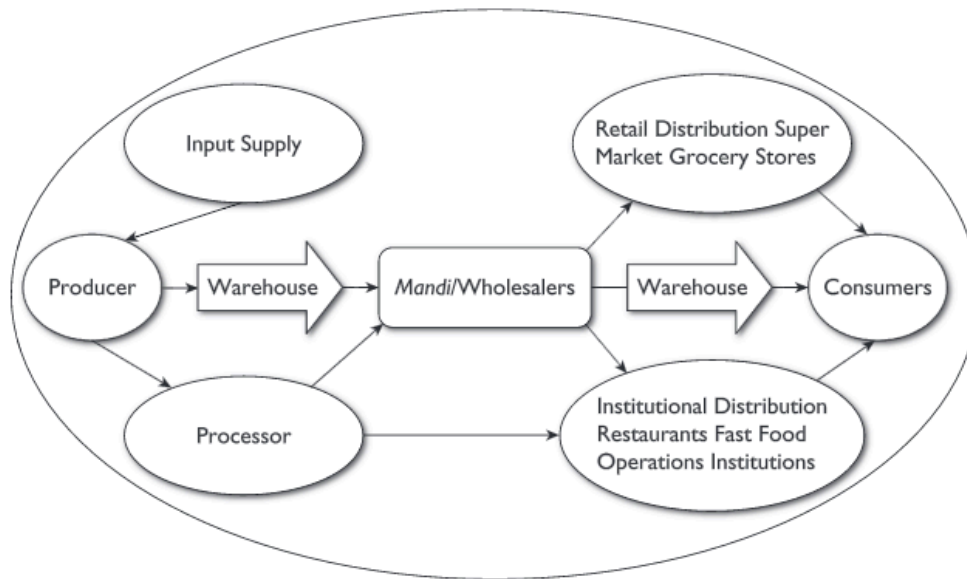 Input Supply
Retail Distribution Super
Market Grocery Stores
Producer
Warehouse
Mandi/Wholesalers
Warehouse
Consumers
Processor
Institutional Distribution
Restaurants Fast Food
Operations Institutions